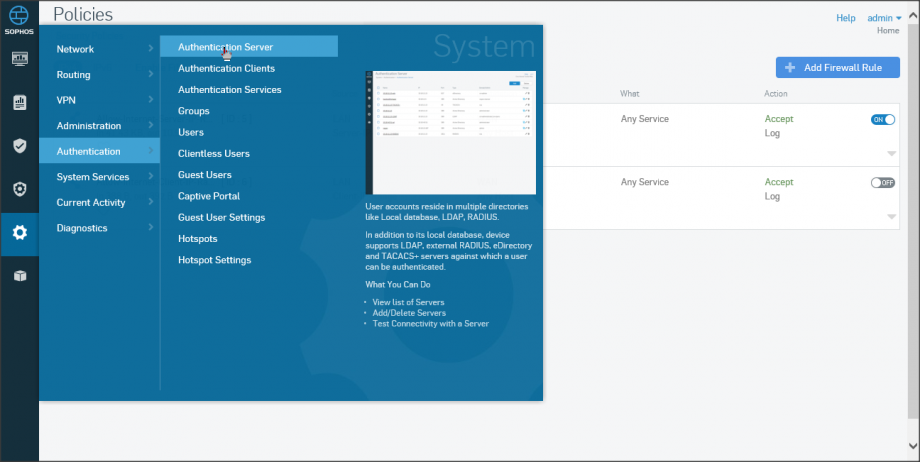 SOPHOS
Policies
Help admin
Home
Network
Routing
VPN
Administration
Authentication
System Services
Current Activity
Diagnostics
Authentication Server
Authentication Clients
Authentication Services
Groups
Users
Clientless Users
Guest Users
Captive Portal
Guest User Settings
Hotspots
Hotspot Settings
System
User accounts reside in multiple directories
like Local database, LDAP, RADIUS.
In addition to its local database, device
supports LDAP, external RADIUS, eDirectory
and TACACS+ servers against which a user
can be authenticated.
What You Can Do
• View list of Servers
• Add/Delete Servers
• Test Connectivity with a Server
+ Add Firewall Rule
What Action
Any Service Accept ON
Log
Any Service Accept OFF
Log